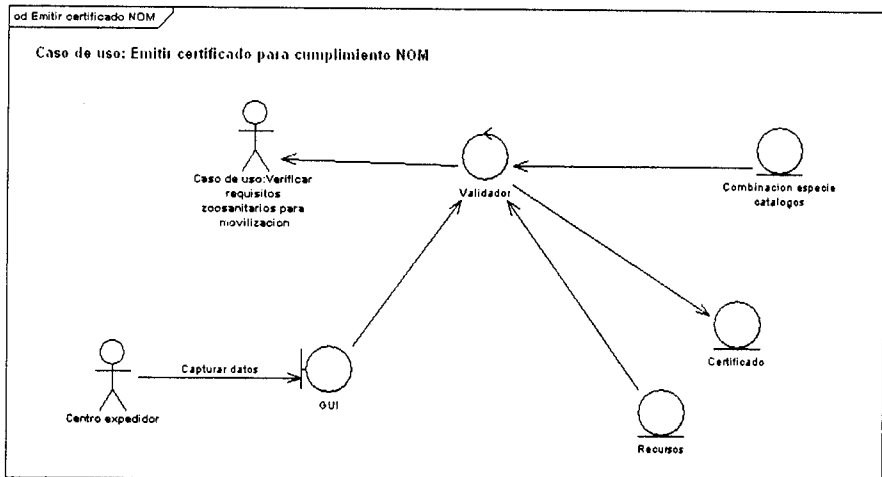 od Emitir certificado NOM
Caso de uso: Emitir certificado para cumplimiento NOM
Caso de uso:Verificar
requisitos
zoosanitarios para
movilizacion
Validador
Combinacion especie
catalogos
Certificado
Capturar datos
GUI
Centro expedidor
Recursos